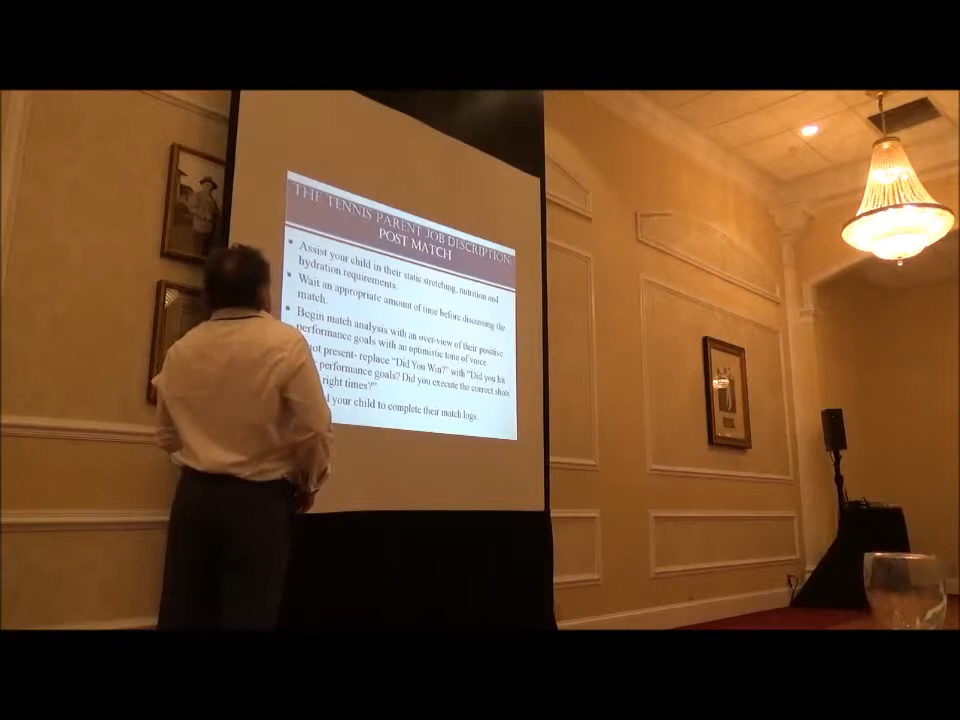 THE TENNIS PARENT JOB DESCRIPTION:
POST MATCH
• Assist your child in their static stretching, nutrition and
hydration requirements.
• Wait an appropriate amount of time before discussing the
match.
• Begin match analysis with an over-view of their positive
performance goals with an optimistic tone of voice.
not present- replace "Did You Win?" with "Did you hit
performance goals? Did you execute the correct shots
right times?"
your child to complete their match logs.